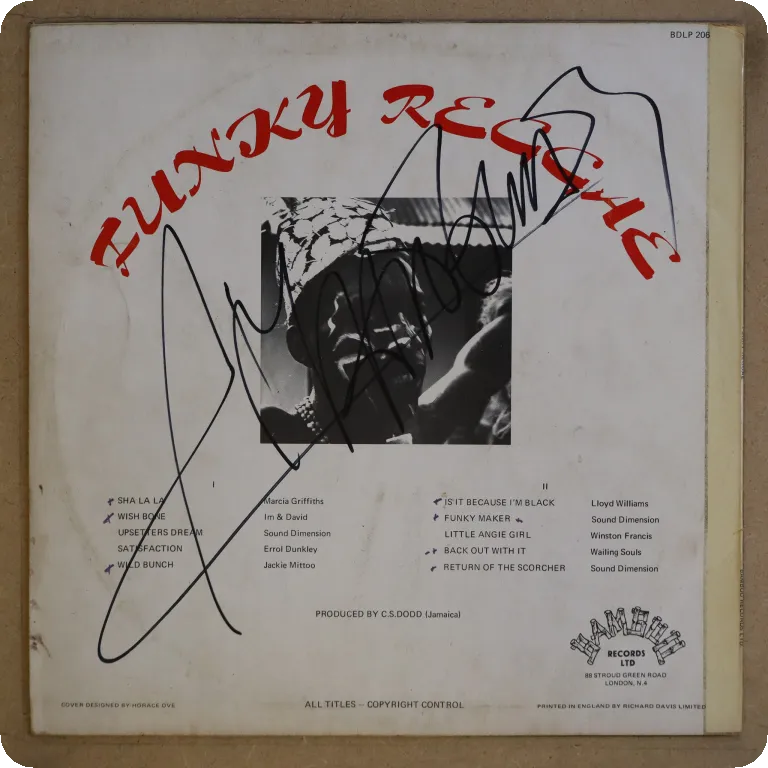 BDLP 206
FUNKY REGGAE
I
SHA LA LA Marcia Griffiths
WISH BONE Im & David
UPSETTERS DREAM Sound Dimension
SATISFACTION Errol Dunkley
WILD BUNCH Jackie Mittoo
II
IS IT BECAUSE I'M BLACK Lloyd Williams
FUNKY MAKER Sound Dimension
LITTLE ANGIE GIRL Winston Francis
BACK OUT WITH IT Wailing Souls
RETURN OF THE SCORCHER Sound Dimension
PRODUCED BY C.S.DODD (Jamaica)
BAMBOO
RECORDS
LTD
88 STROUD GREEN ROAD
LONDON, N.4
COVER DESIGNED BY HORACE OVE
ALL TITLES – COPYRIGHT CONTROL
PRINTED IN ENGLAND BY RICHARD DAVIS LIMITED